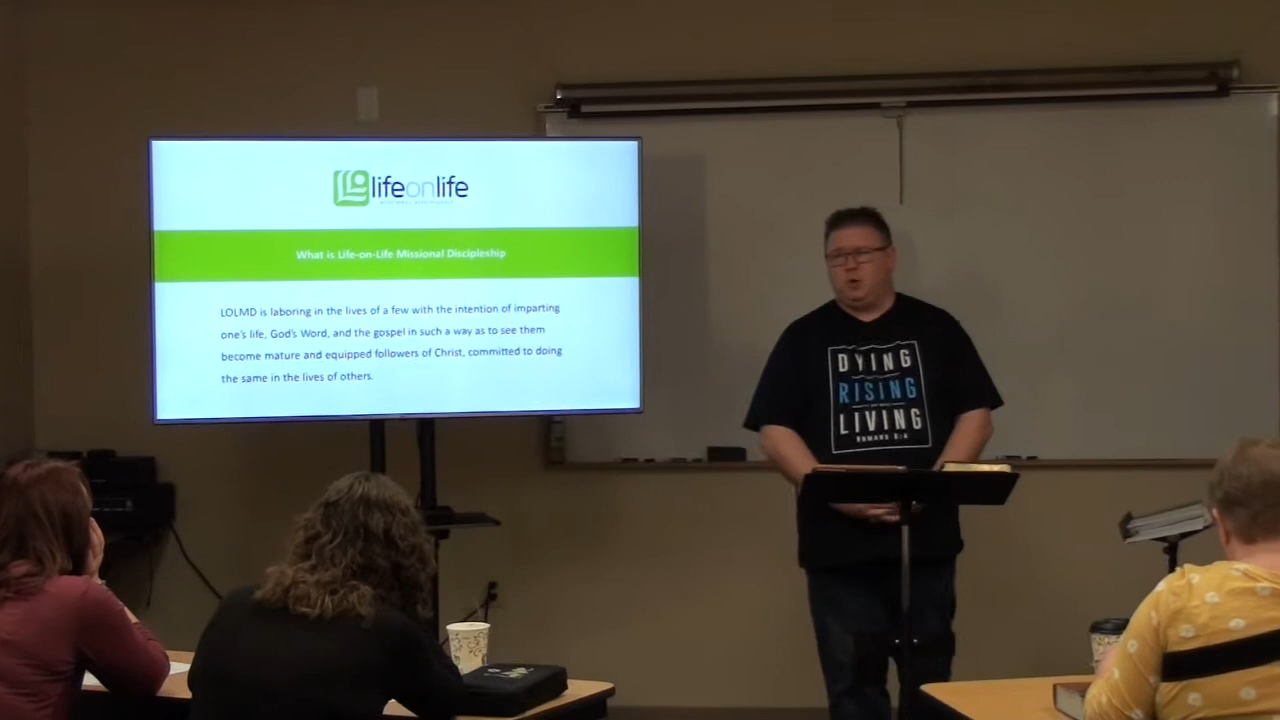 LOL lifeonlife
What is Life-on-Life Missional Discipleship
LOLMD is laboring in the lives of a few with the intention of imparting
one's life, God's Word, and the gospel in such a way as to see them
become mature and equipped followers of Christ, committed to doing
the same in the lives of others.
DYING
RISING
LIVING
ROMANS 6:4